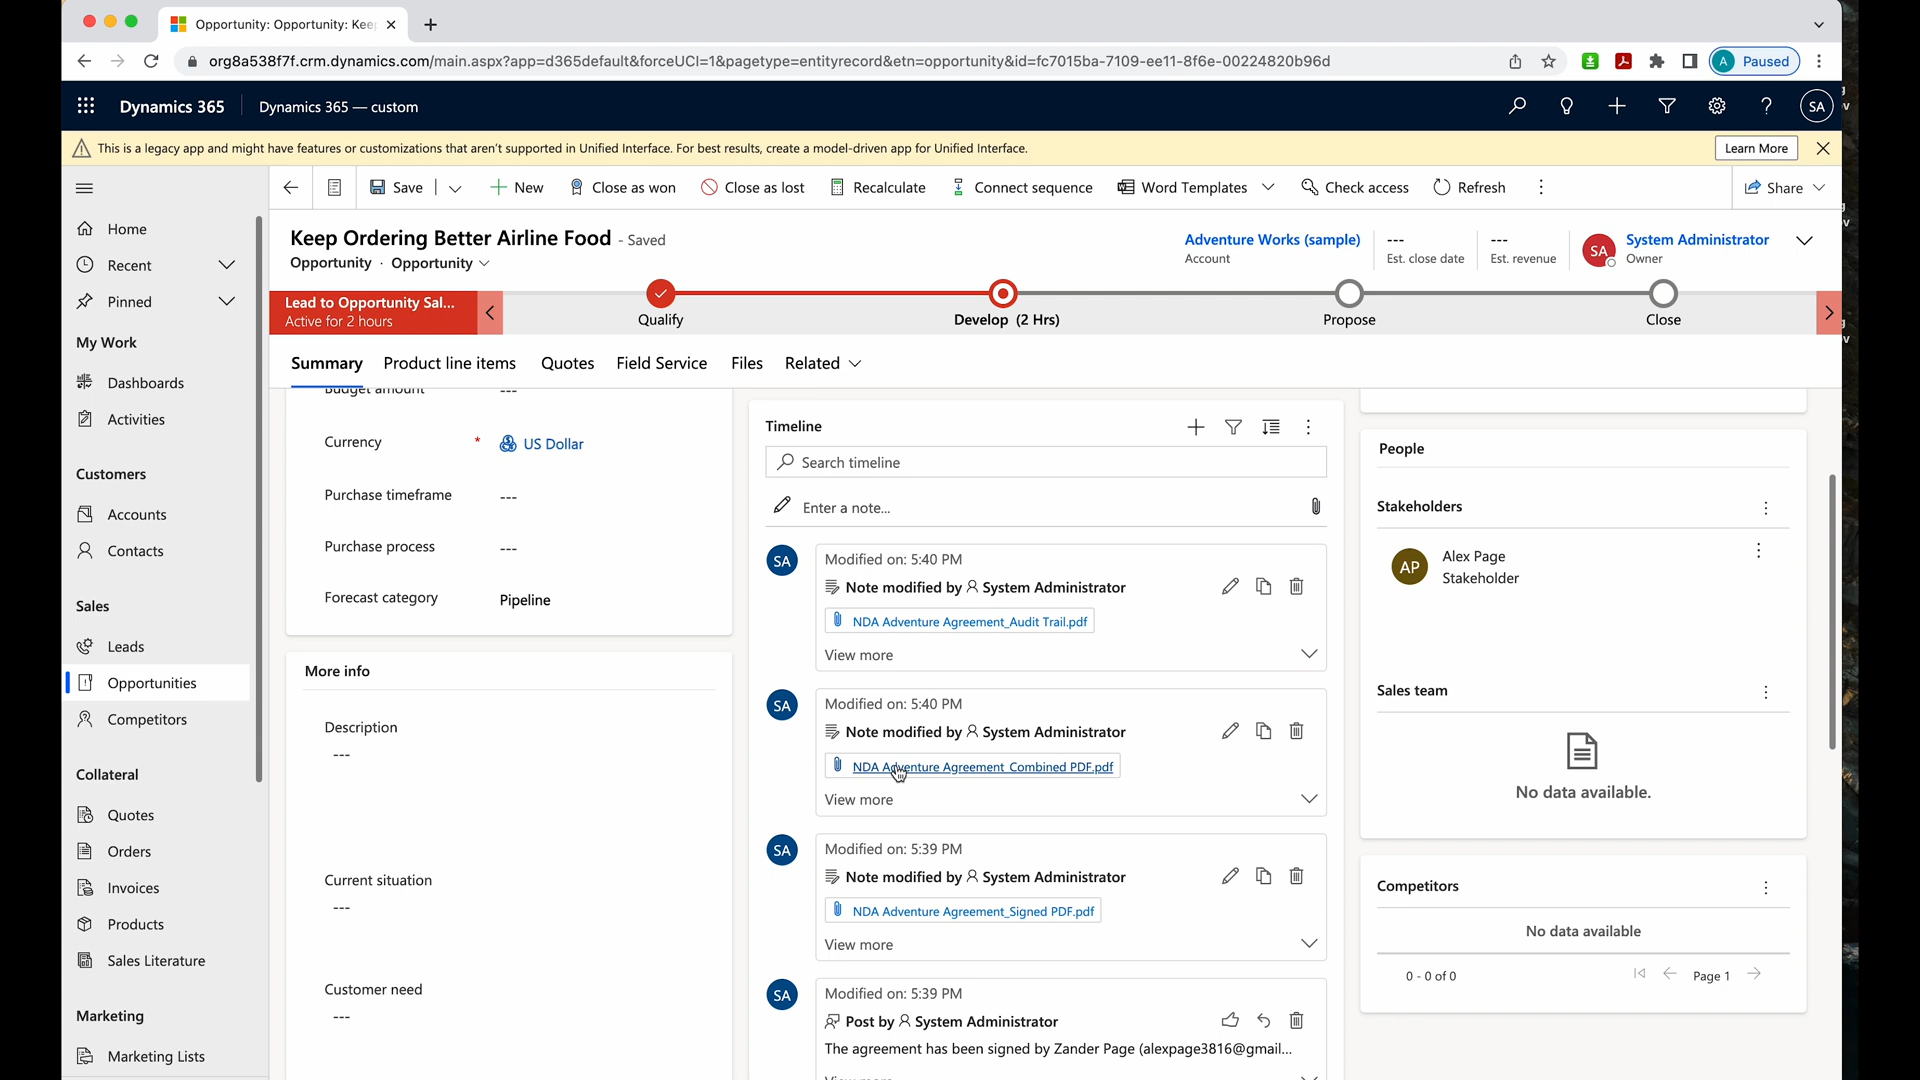 Opportunity: Opportunity: Kee
org8a538f7f.crm.dynamics.com/main.aspx?app=d365default&forceUCI=1&pagetype=entityrecord&etn=opportunity&id=fc7015ba-7109-ee11-8f6e-00224820b96d
A Paused
Dynamics 365
Dynamics 365 — custom
SA
This is a legacy app and might have features or customizations that aren't supported in Unified Interface. For best results, create a model-driven app for Unified Interface.
Learn More
Save
New
Close as won
Close as lost
Recalculate
Connect sequence
Word Templates
Check access
Refresh
Share
Home
Recent
Pinned
My Work
Dashboards
Activities
Customers
Accounts
Contacts
Sales
Leads
Opportunities
Competitors
Collateral
Quotes
Orders
Invoices
Products
Sales Literature
Marketing
Marketing Lists
Keep Ordering Better Airline Food - Saved
Opportunity · Opportunity
Adventure Works (sample)
Account
---
Est. close date
---
Est. revenue
SA
System Administrator
Owner
Lead to Opportunity Sal...
Active for 2 hours
Qualify
Develop (2 Hrs)
Propose
Close
Summary
Product line items
Quotes
Field Service
Files
Related
Budget amount
---
Currency * US Dollar
Purchase timeframe ---
Purchase process ---
Forecast category Pipeline
More info
Description
---
Current situation
---
Customer need
---
Timeline
Search timeline
Enter a note...
SA
Modified on: 5:40 PM
Note modified by System Administrator
NDA Adventure Agreement_Audit Trail.pdf
View more
SA
Modified on: 5:40 PM
Note modified by System Administrator
NDA Adventure Agreement_Combined PDF.pdf
View more
SA
Modified on: 5:39 PM
Note modified by System Administrator
NDA Adventure Agreement_Signed PDF.pdf
View more
SA
Modified on: 5:39 PM
Post by System Administrator
The agreement has been signed by Zander Page (alexpage3816@gmail...
View more
People
Stakeholders
AP
Alex Page
Stakeholder
Sales team
No data available.
Competitors
No data available
0 - 0 of 0
Page 1